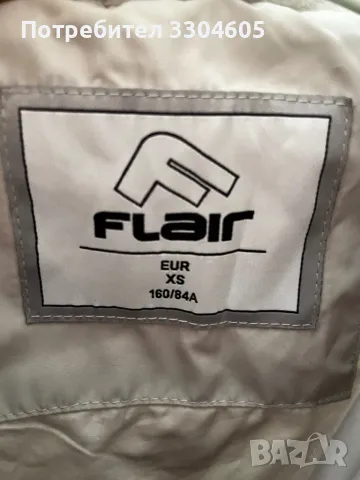 Потребител 3304605
FLaIr
EUR
XS
160/84A
BAZAR